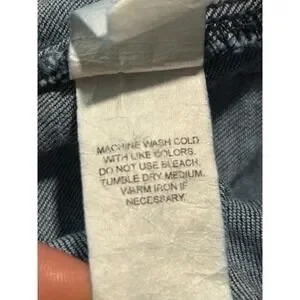 MACHINE WASH COLD
WITH LIKE COLORS.
DO NOT USE BLEACH.
TUMBLE DRY MEDIUM.
WARM IRON IF
NECESSARY.